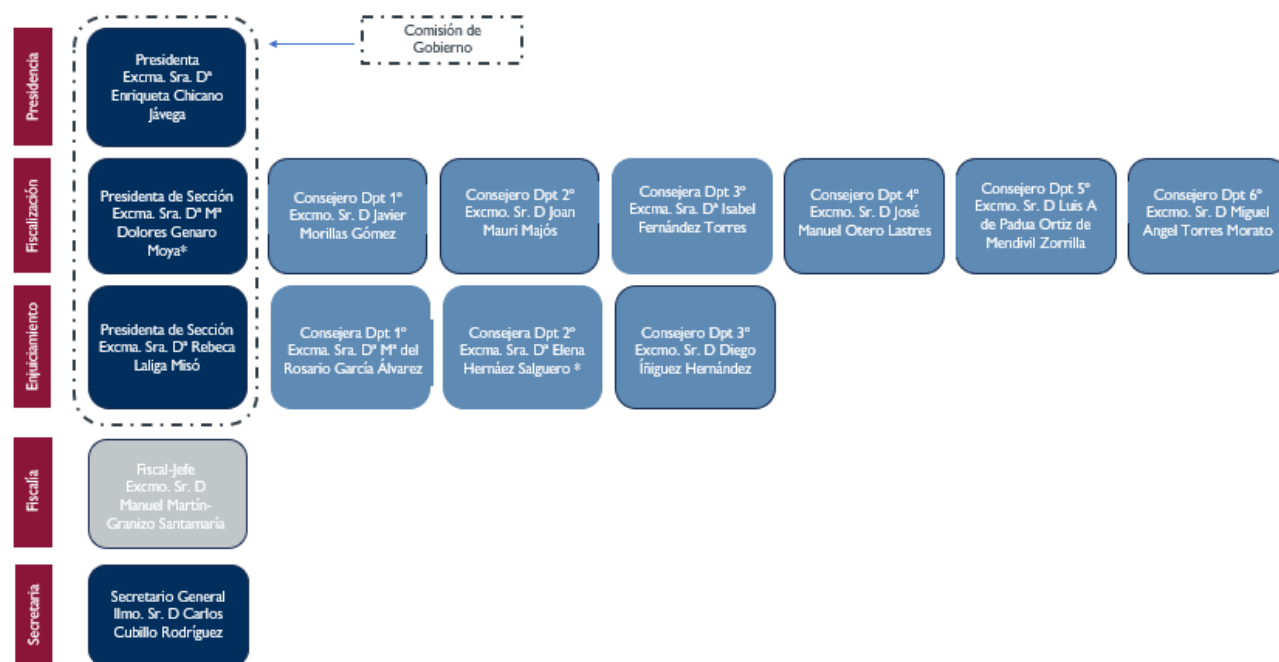 Comisión de
Gobierno
Presidencia
Presidenta
Excma. Sra. Dª
Enriqueta Chicano
Jávega
Fiscalización
Presidenta de Sección
Excma. Sra. Dª Mª
Dolores Genaro
Moya*
Consejero Dpt 1º
Excmo. Sr. D Javier
Morillas Gómez
Consejero Dpt 2º
Excmo. Sr. D Joan
Mauri Majós
Consejera Dpt 3º
Excma. Sra. Dª Isabel
Fernández Torres
Consejero Dpt 4º
Excmo. Sr. D José
Manuel Otero Lastres
Consejero Dpt 5º
Excmo. Sr. D Luis A
de Padua Ortiz de
Mendivil Zorrilla
Consejero Dpt 6º
Excmo. Sr. D Miguel
Angel Torres Morato
Enjuiciamiento
Presidenta de Sección
Excma. Sra. Dª Rebeca
Laliga Misó
Consejera Dpt 1º
Excma. Sra. Dª Mª del
Rosario García Álvarez
Consejera Dpt 2º
Excma. Sra. Dª Elena
Hernáez Salguero *
Consejero Dpt 3º
Excmo. Sr. D Diego
Íñiguez Hernández
Fiscalía
Fiscal-Jefe
Excmo. Sr. D
Manuel Martín-
Granizo Santamaría
Secretaria
Secretario General
Ilmo. Sr. D Carlos
Cubillo Rodríguez